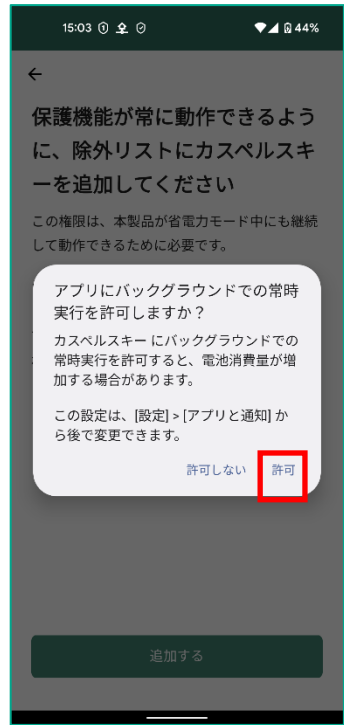 15:03 44%
保護機能が常に動作できるよう
に、除外リストにカスペルスキ
ーを追加してください
この権限は、本製品が省電力モード中にも継続
して動作できるために必要です。
アプリにバックグラウンドでの常時
実行を許可しますか？
カスペルスキー にバックグラウンドでの
常時実行を許可すると、電池消費量が増
加する場合があります。
この設定は、[設定] > [アプリと通知] か
ら後で変更できます。
許可しない 許可
追加する